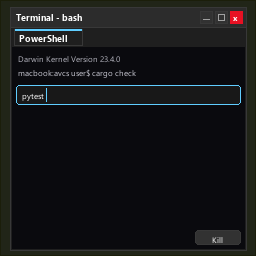 Terminal - bash
PowerShell
Darwin Kernel Version 23.4.0
macbook:avcs user$ cargo check
pytest
Kill